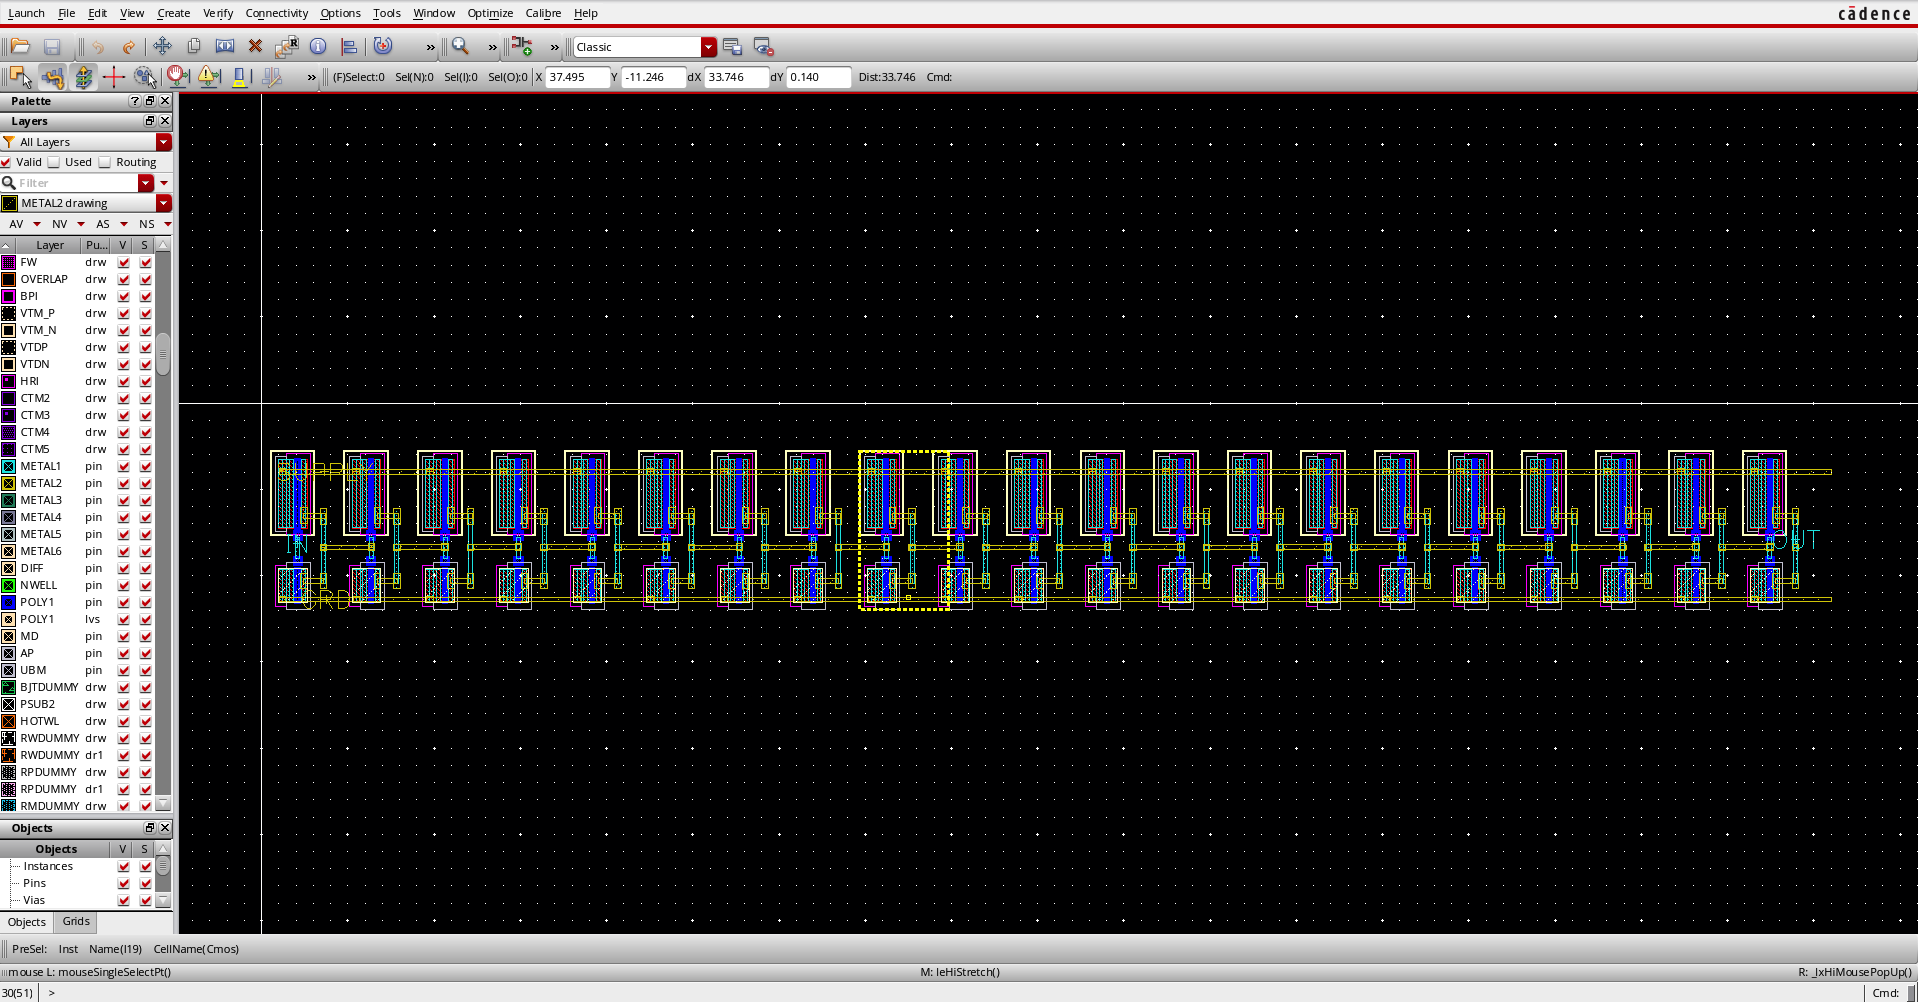 Launch File Edit View Create Verify Connectivity Options Tools Window Optimize Calibre Help
cādence
» » » Classic
» (F)Select:0 Sel(N):0 Sel(I):0 Sel(O):0 X 37.495 Y -11.246 dX 33.746 dY 0.140 Dist:33.746 Cmd:
Palette
Layers
All Layers
Valid Used Routing
Filter
METAL2 drawing
AV NV AS NS
Layer Pu... V S
FW drw
OVERLAP drw
BPI drw
VTM_P drw
VTM_N drw
VTDP drw
VTDN drw
HRI drw
CTM2 drw
CTM3 drw
CTM4 drw
CTM5 drw
METAL1 pin
METAL2 pin
METAL3 pin
METAL4 pin
METAL5 pin
METAL6 pin
DIFF pin
NWELL pin
POLY1 pin
POLY1 lvs
MD pin
AP pin
UBM pin
BJTDUMMY drw
PSUB2 drw
HOTWL drw
RWDUMMY drw
RWDUMMY dr1
RPDUMMY drw
RPDUMMY dr1
RMDUMMY drw
IN
OUT
Objects
Objects V S
Instances
Pins
Vias
Objects Grids
PreSel: Inst Name(I19) CellName(Cmos)
mouse L: mouseSingleSelectPt() M: leHiStretch() R: _lxHiMousePopUp()
30(51) > Cmd: